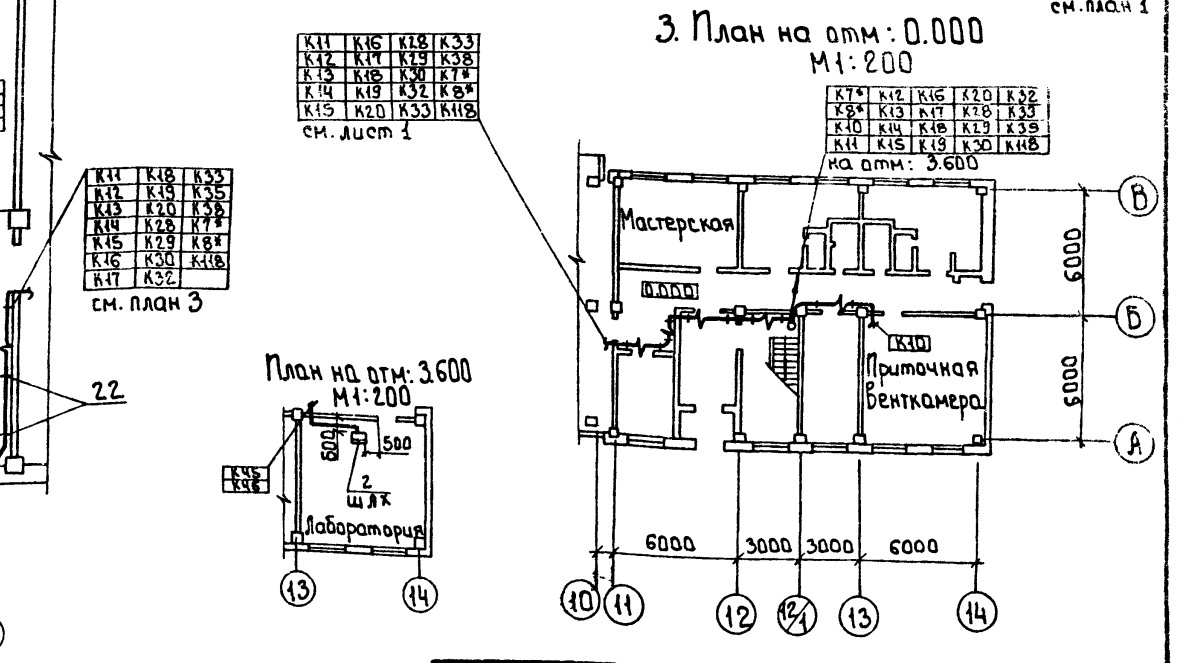 см. план 1
3. План на отм: 0.000
М1:200
К11 К16 К28 К33
К12 К17 К29 К38
К13 К18 К30 К7*
К14 К19 К32 К8*
К15 К20 К33 К118
см. лист 1
К7* К12 К16 К20 К32
К8* К13 К17 К28 К33
К10 К14 К18 К29 К39
К11 К15 К19 К30 К118
на отм: 3.600
К11 К18 К33
К12 К19 К35
К13 К20 К38
К14 К28 К7*
К15 К29 К8*
К16 К30 К118
К17 К32
см. план 3
22
План на отм: 3.600
М1:200
600
500
К45
К46
2
ШЛХ
Лаборатория
13
14
Мастерская
0.000
К10
Приточная
венткамера
В
6000
Б
6000
А
6000
3000
3000
6000
10
11
12
12/1
13
14